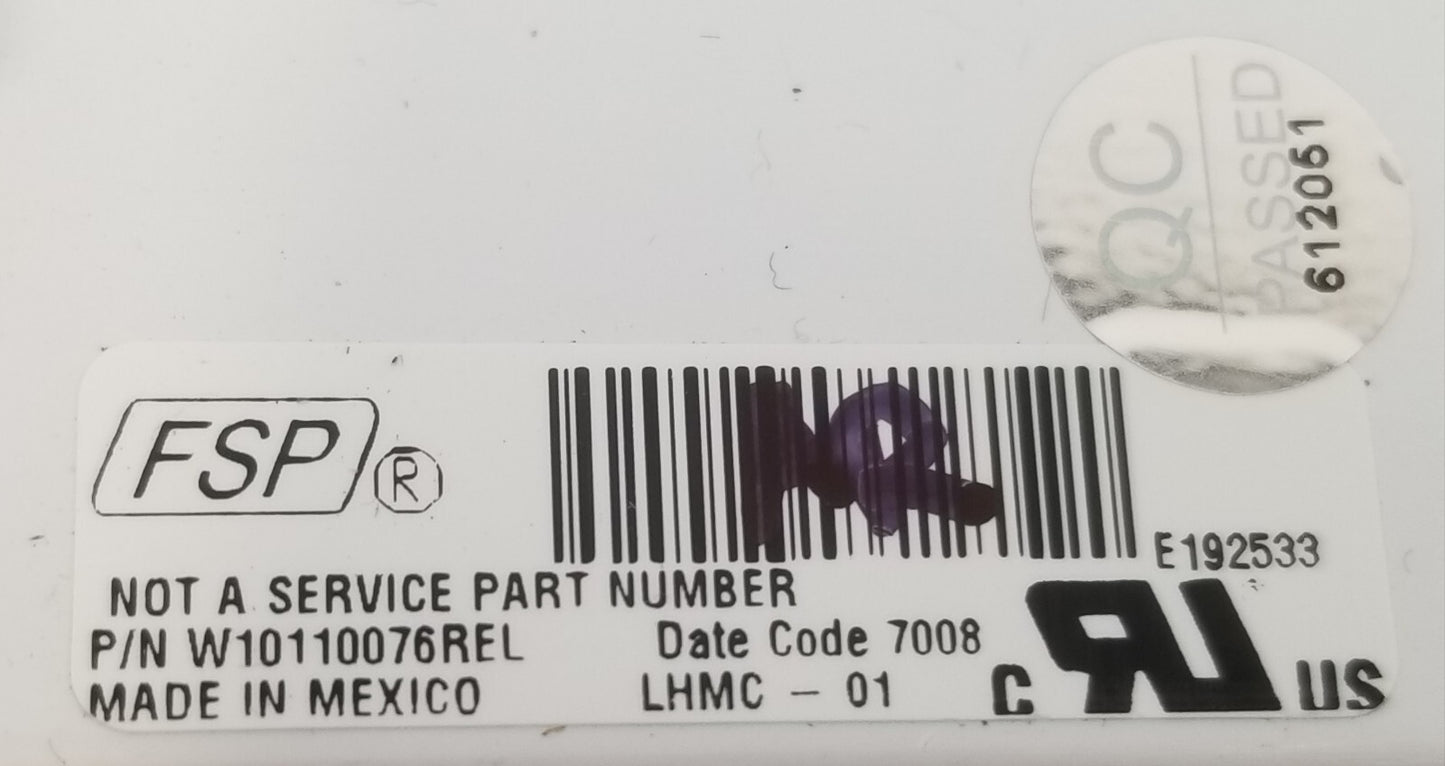 QC
PASSED
612051
FSP®
E192533
NOT A SERVICE PART NUMBER
P/N W10110076REL
Date Code 7008
MADE IN MEXICO
LHMC - 01
C RU US